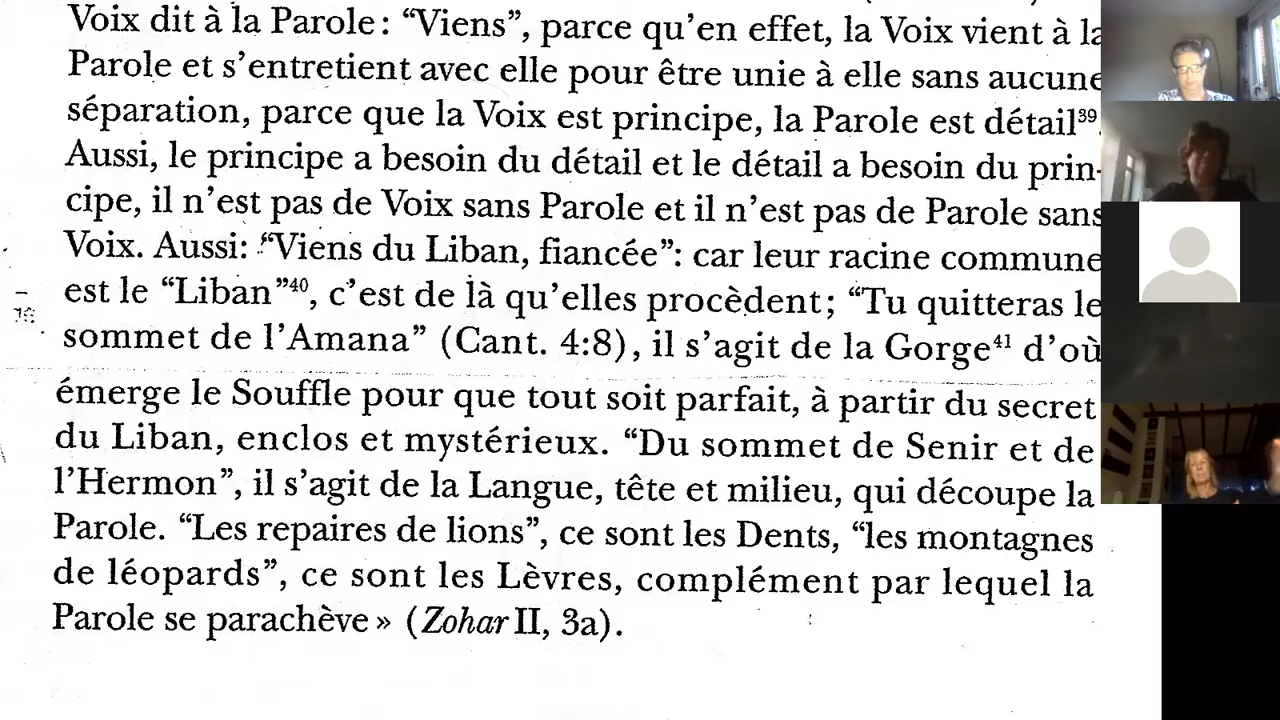 Voix dit à la Parole : “Viens”, parce qu’en effet, la Voix vient à la
Parole et s’entretient avec elle pour être unie à elle sans aucune
séparation, parce que la Voix est principe, la Parole est détail³⁹.
Aussi, le principe a besoin du détail et le détail a besoin du prin-
cipe, il n’est pas de Voix sans Parole et il n’est pas de Parole sans
Voix. Aussi: “Viens du Liban, fiancée”: car leur racine commune
est le “Liban”⁴⁰, c’est de là qu’elles procèdent ; “Tu quitteras le
sommet de l’Amana” (Cant. 4:8), il s’agit de la Gorge⁴¹ d’où
émerge le Souffle pour que tout soit parfait, à partir du secret
du Liban, enclos et mystérieux. “Du sommet de Senir et de
l’Hermon”, il s’agit de la Langue, tête et milieu, qui découpe la
Parole. “Les repaires de lions”, ce sont les Dents, “les montagnes
de léopards”, ce sont les Lèvres, complément par lequel la
Parole se parachève » (Zohar II, 3a).